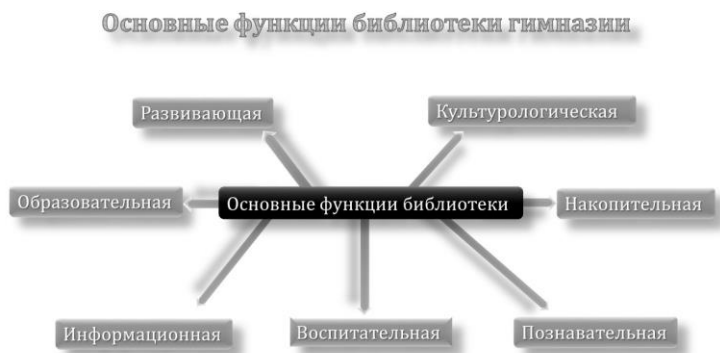 Основные функции библиотеки гимназии
Развивающая
Культурологическая
Образовательная
Основные функции библиотеки
Накопительная
Информационная
Воспитательная
Познавательная